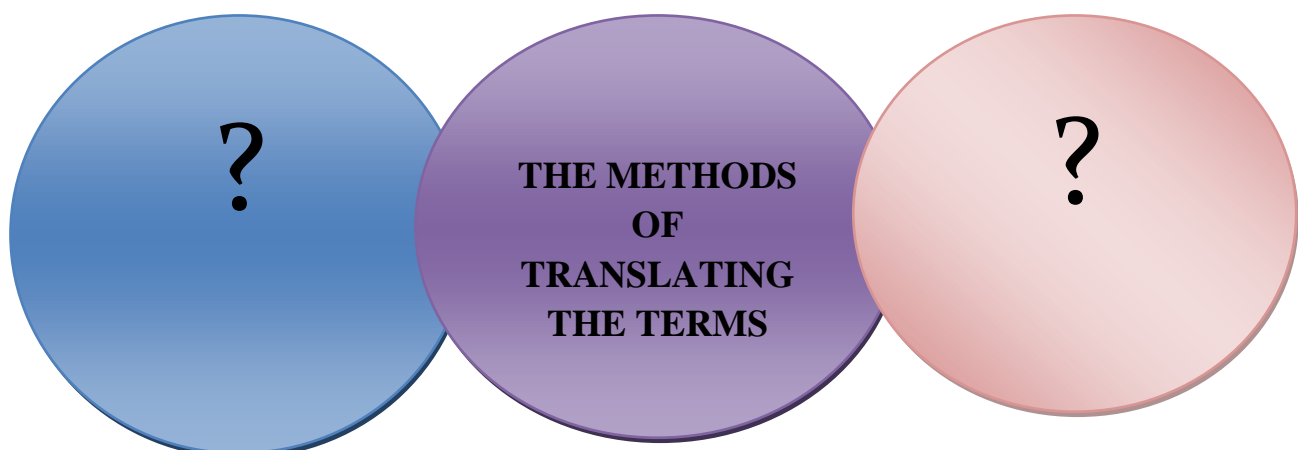 ?
THE METHODS
OF
TRANSLATING
THE TERMS
?